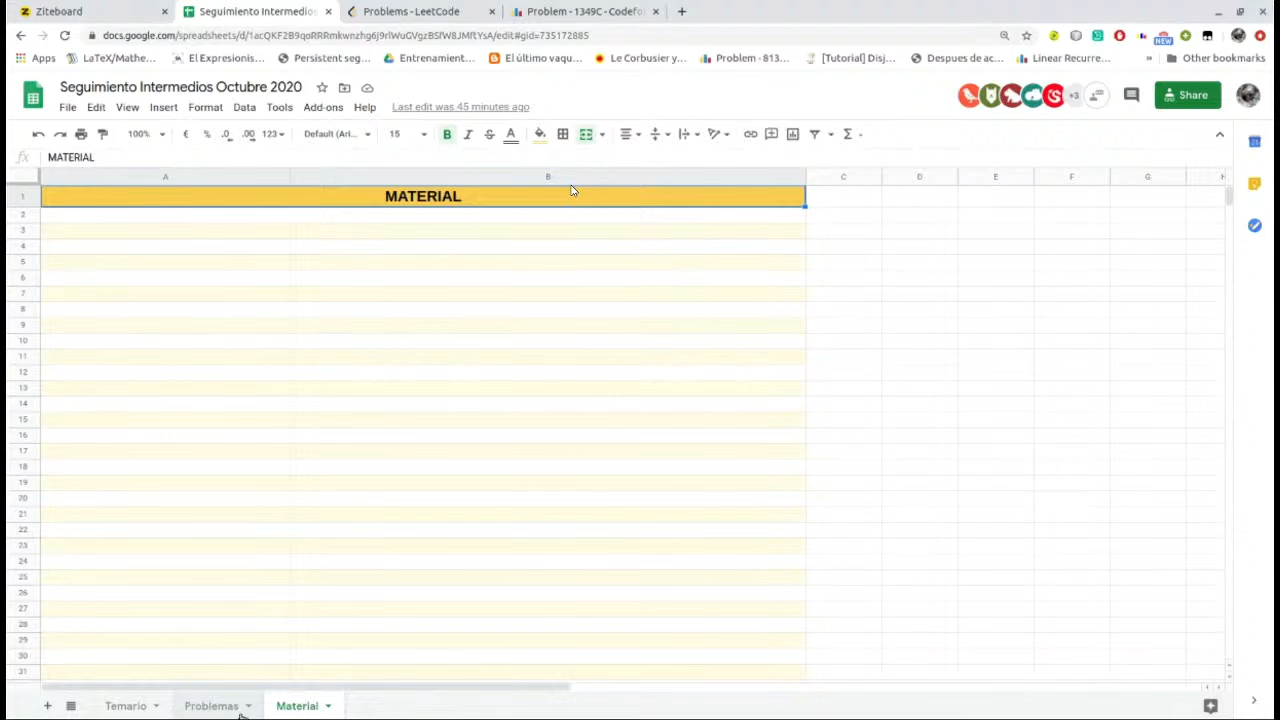 Ziteboard
Seguimiento Intermedios
Problems - LeetCode
Problem - 1349C - Codefo
docs.google.com/spreadsheets/d/1acQKF2B9qoRRRmkwnzhg6j9rlWuGVgzBSfW8JMftYsA/edit#gid=735172885
NEW
Apps
LaTeX/Mathe...
El Expresionis...
Persistent seg...
Entrenamient...
El último vaqu...
Le Corbusier y...
Problem - 813...
[Tutorial] Disj...
Despues de ac...
Linear Recurre...
»
Other bookmarks
Seguimiento Intermedios Octubre 2020
File Edit View Insert Format Data Tools Add-ons Help Last edit was 45 minutes ago
+3
Share
100% € % .0 .00 123 Default (Ari... 15 B I S A Σ
fx MATERIAL
A B C D E F G H
1 MATERIAL
2
3
4
5
6
7
8
9
10
11
12
13
14
15
16
17
18
19
20
21
22
23
24
25
26
27
28
29
30
31
+ Temario Problemas Material